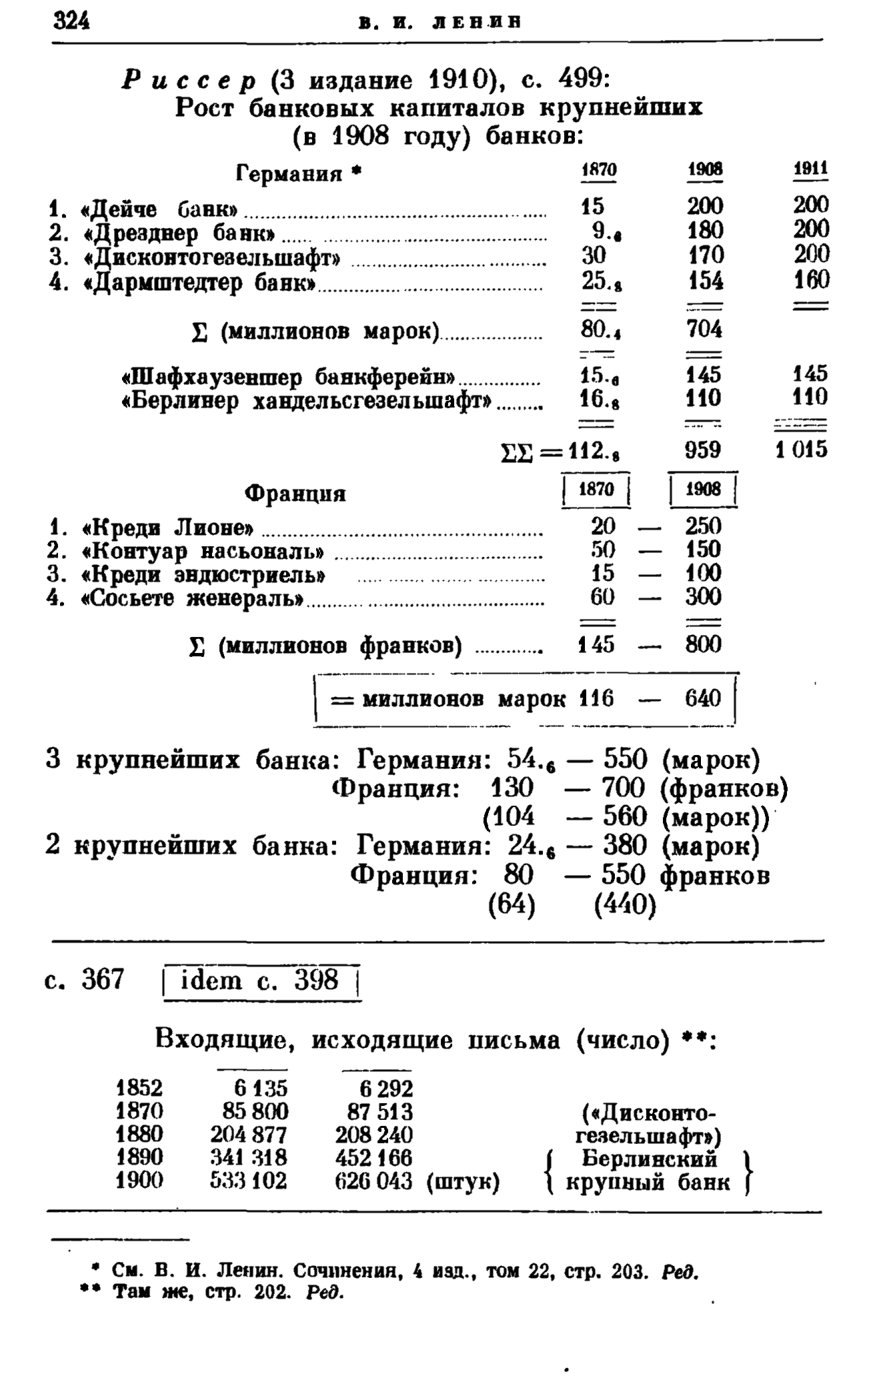 324
В. И. ЛЕНИН
Риссер (3 издание 1910), с. 499:
Рост банковых капиталов крупнейших
(в 1908 году) банков:
Германия * 1870 1908 1911
1. «Дейче банк» 15 200 200
2. «Дрезднер банк» 9.6 180 200
3. «Дисконтогезельшафт» 30 170 200
4. «Дармштедтер банк» 25.8 154 160
Σ (миллионов марок) 80.4 704
«Шафхаузеншер банкферейн» 15.6 145 145
«Берлинер хандельсгезельшафт» 16.8 110 110
ΣΣ = 112.8 959 1 015
Франция 1870 1908
1. «Креди Лионе» 20 — 250
2. «Контуар насьональ» 50 — 150
3. «Креди эндюстриель» 15 — 100
4. «Сосьете женераль» 60 — 300
Σ (миллионов франков) 145 — 800
= миллионов марок 116 — 640
3 крупнейших банка: Германия: 54.6 — 550 (марок)
Франция: 130 — 700 (франков)
(104 — 560 (марок))
2 крупнейших банка: Германия: 24.6 — 380 (марок)
Франция: 80 — 550 франков
(64) (440)
с. 367 | idem с. 398 |
Входящие, исходящие письма (число) **:
1852 6 135 6 292
1870 85 800 87 513 («Дисконто-
1880 204 877 208 240 гезельшафт»)
1890 341 318 452 166 { Берлинский }
1900 533 102 626 043 (штук) { крупный банк }
* См. В. И. Ленин. Сочинения, 4 изд., том 22, стр. 203. Ред.
** Там же, стр. 202. Ред.